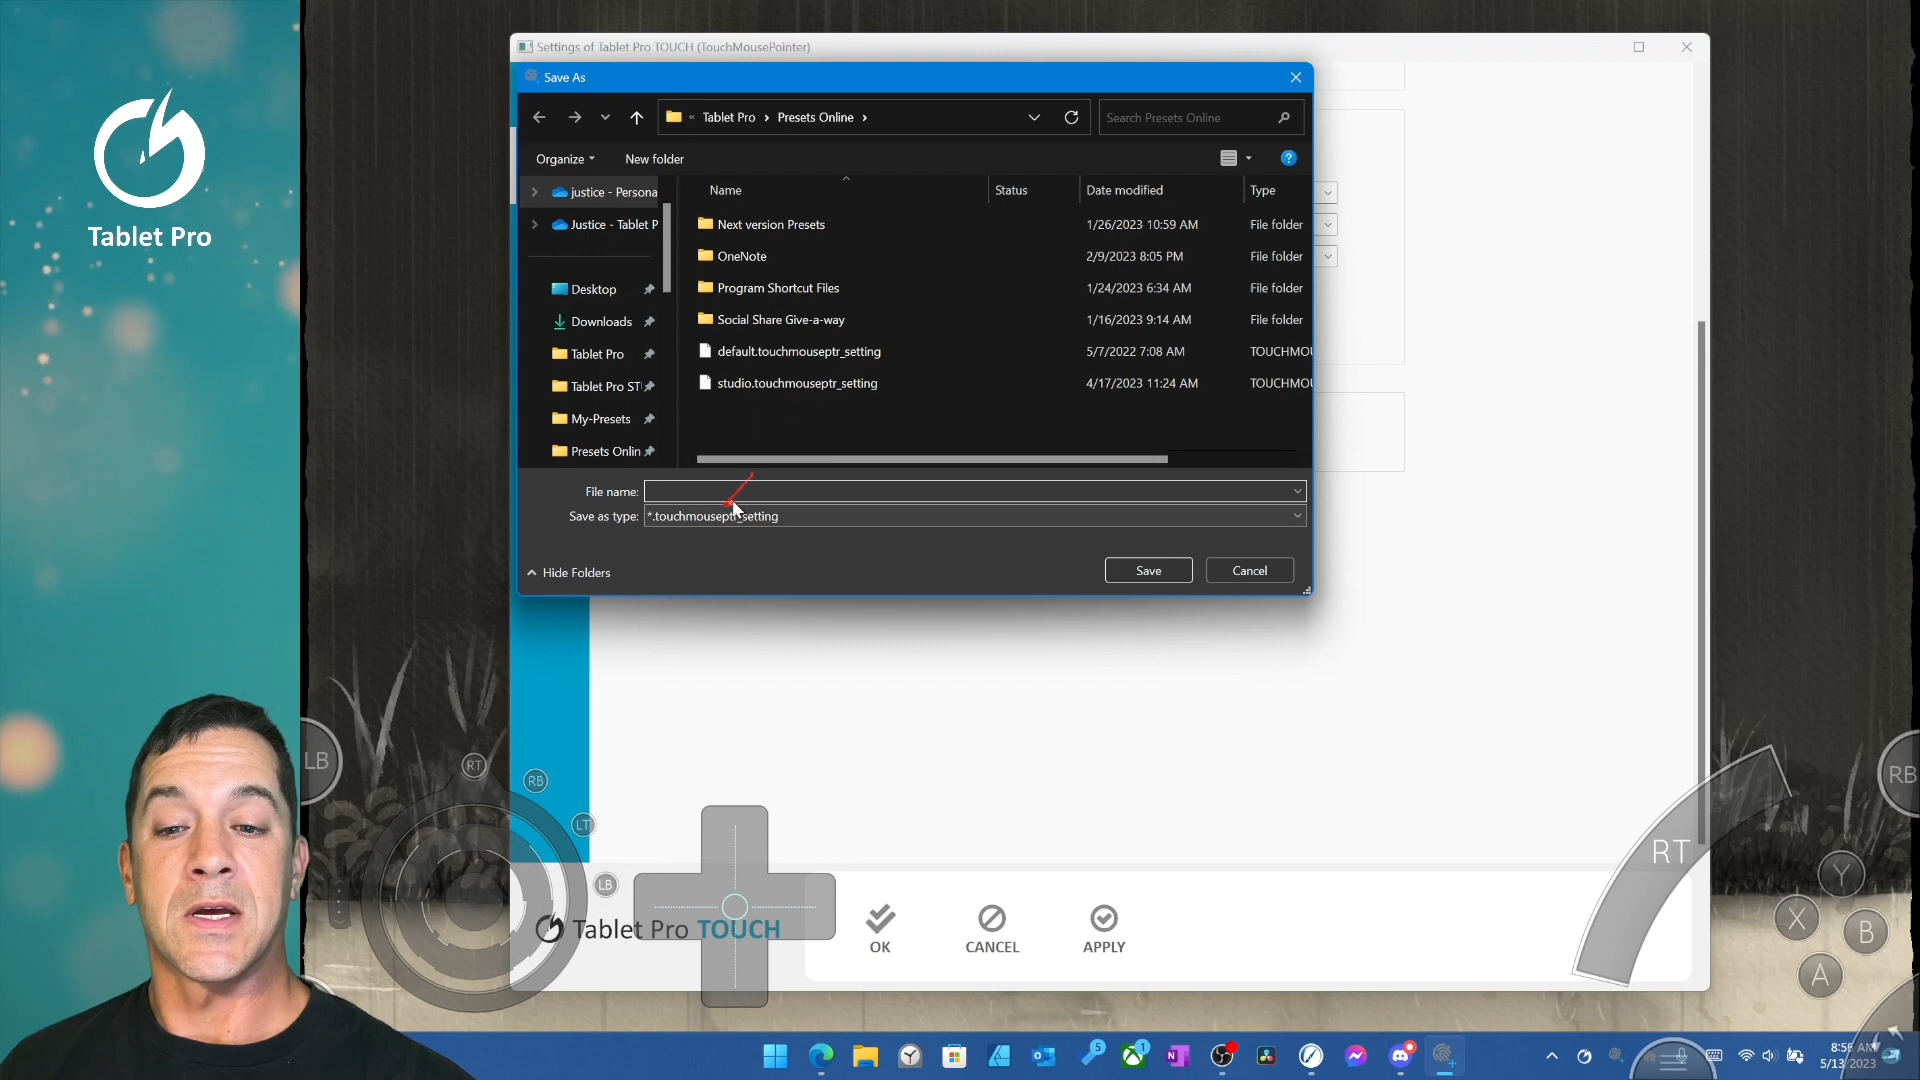 Settings of Tablet Pro TOUCH (TouchMousePointer)
Save As
« Tablet Pro › Presets Online ›
Search Presets Online
Organize
New folder
?
Name
Status
Date modified
Type
justice - Persona
Justice - Tablet P
Desktop
Downloads
Tablet Pro
Tablet Pro STU
My-Presets
Presets Onlin
Next version Presets
1/26/2023 10:59 AM
File folder
OneNote
2/9/2023 8:05 PM
File folder
Program Shortcut Files
1/24/2023 6:34 AM
File folder
Social Share Give-a-way
1/16/2023 9:14 AM
File folder
default.touchmouseptr_setting
5/7/2022 7:08 AM
TOUCHMOU
studio.touchmouseptr_setting
4/17/2023 11:24 AM
TOUCHMOU
File name:
Save as type:
*.touchmouseptr_setting
Hide Folders
Save
Cancel
Tablet Pro
LB
RT
RB
LT
LB
RB
RT
Y
X
B
A
Tablet Pro TOUCH
OK
CANCEL
APPLY
5
1
N
5/13/2023